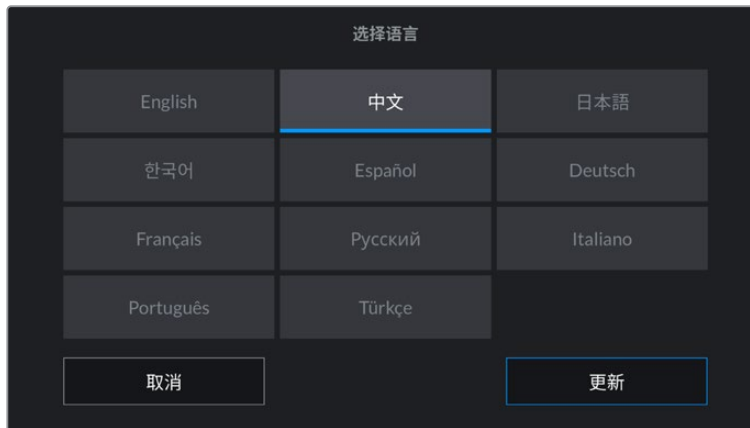 选择语言
English 中文 日本語
한국어 Español Deutsch
Français Русский Italiano
Português Türkçe
取消 更新